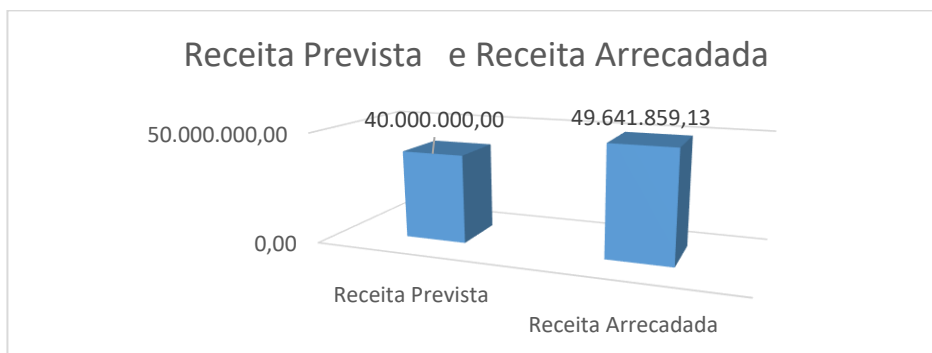 Receita Prevista e Receita Arrecadada
40.000.000,00
49.641.859,13
50.000.000,00
0,00
Receita Prevista
Receita Arrecadada